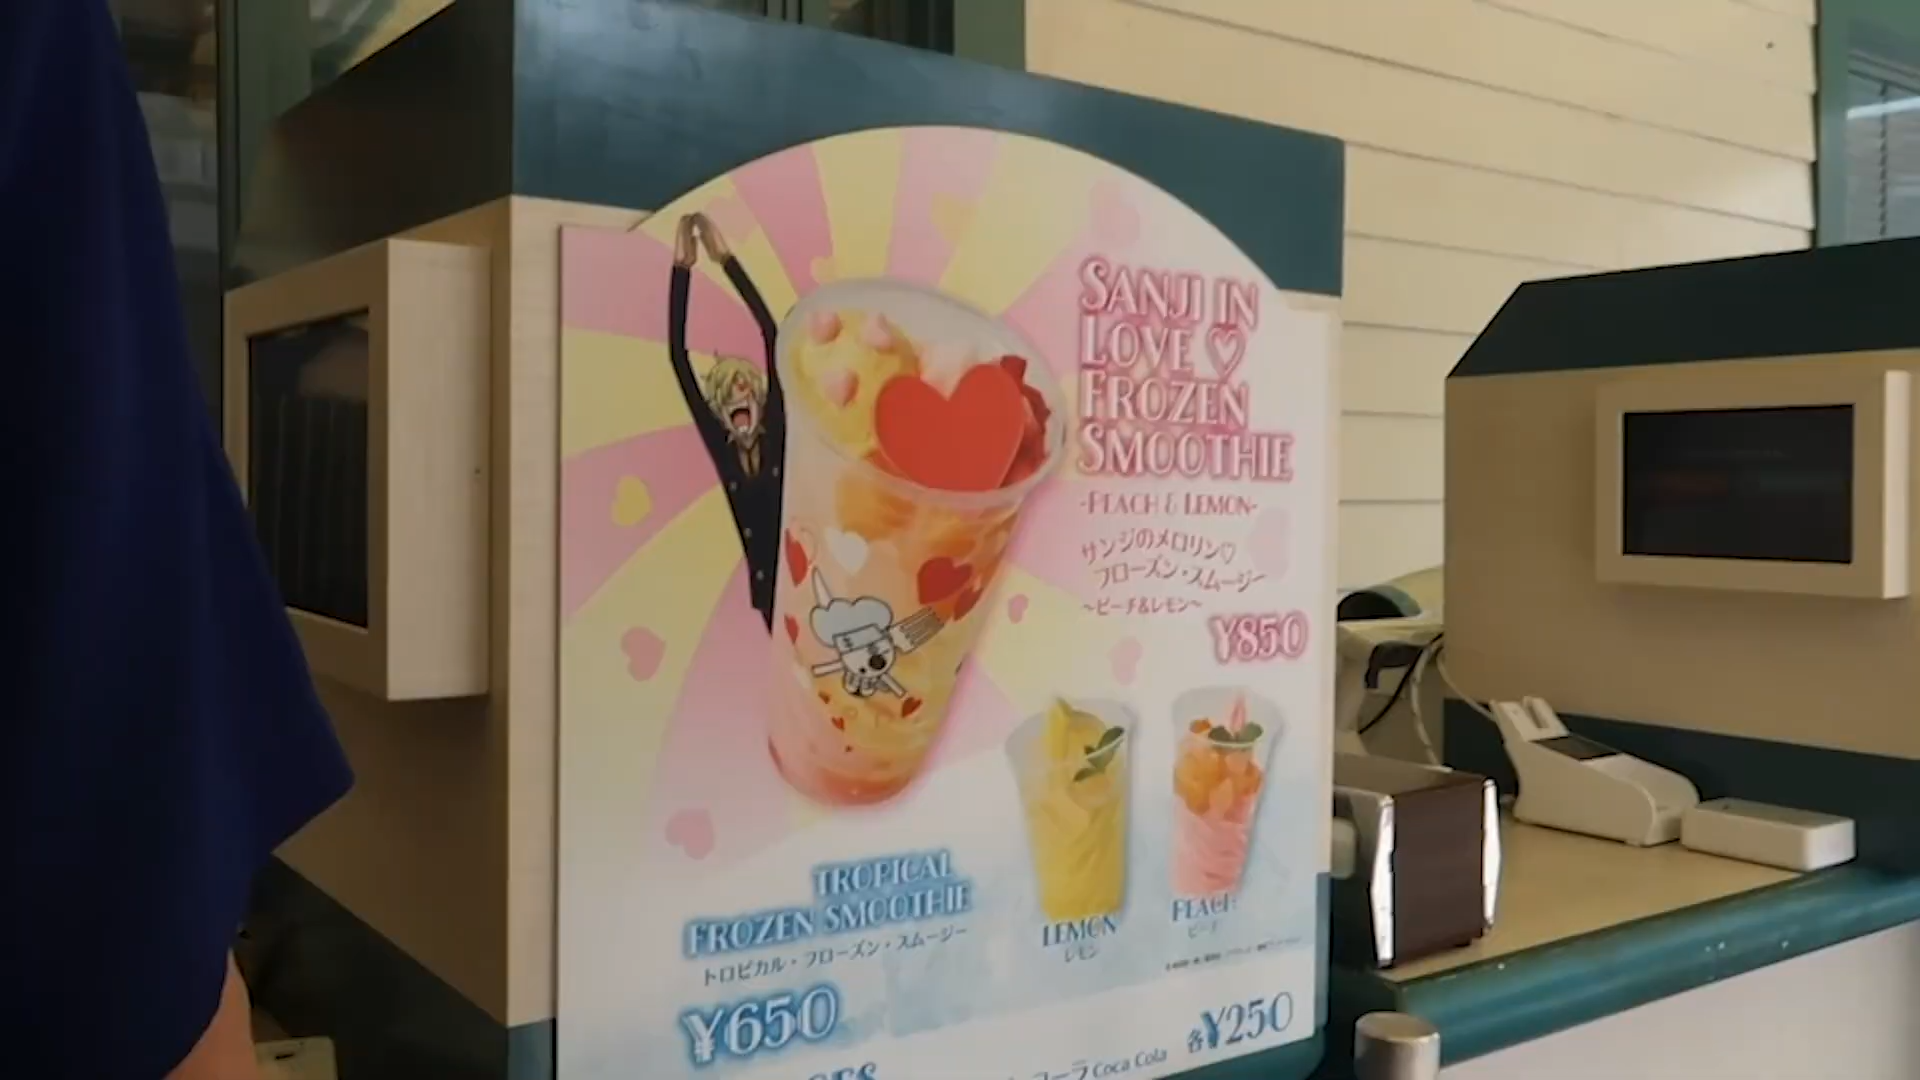 SANJI IN
LOVE ♡
FROZEN
SMOOTHIE
-PEACH & LEMON-
サンジのメロリン♡
フローズン・スムージー
～ピーチ&レモン～
¥850
TROPICAL
FROZEN SMOOTHIE
トロピカル・フローズン・スムージー
¥650
LEMON
レモン
PEACH
ピーチ
コーラ Coca Cola
各¥250